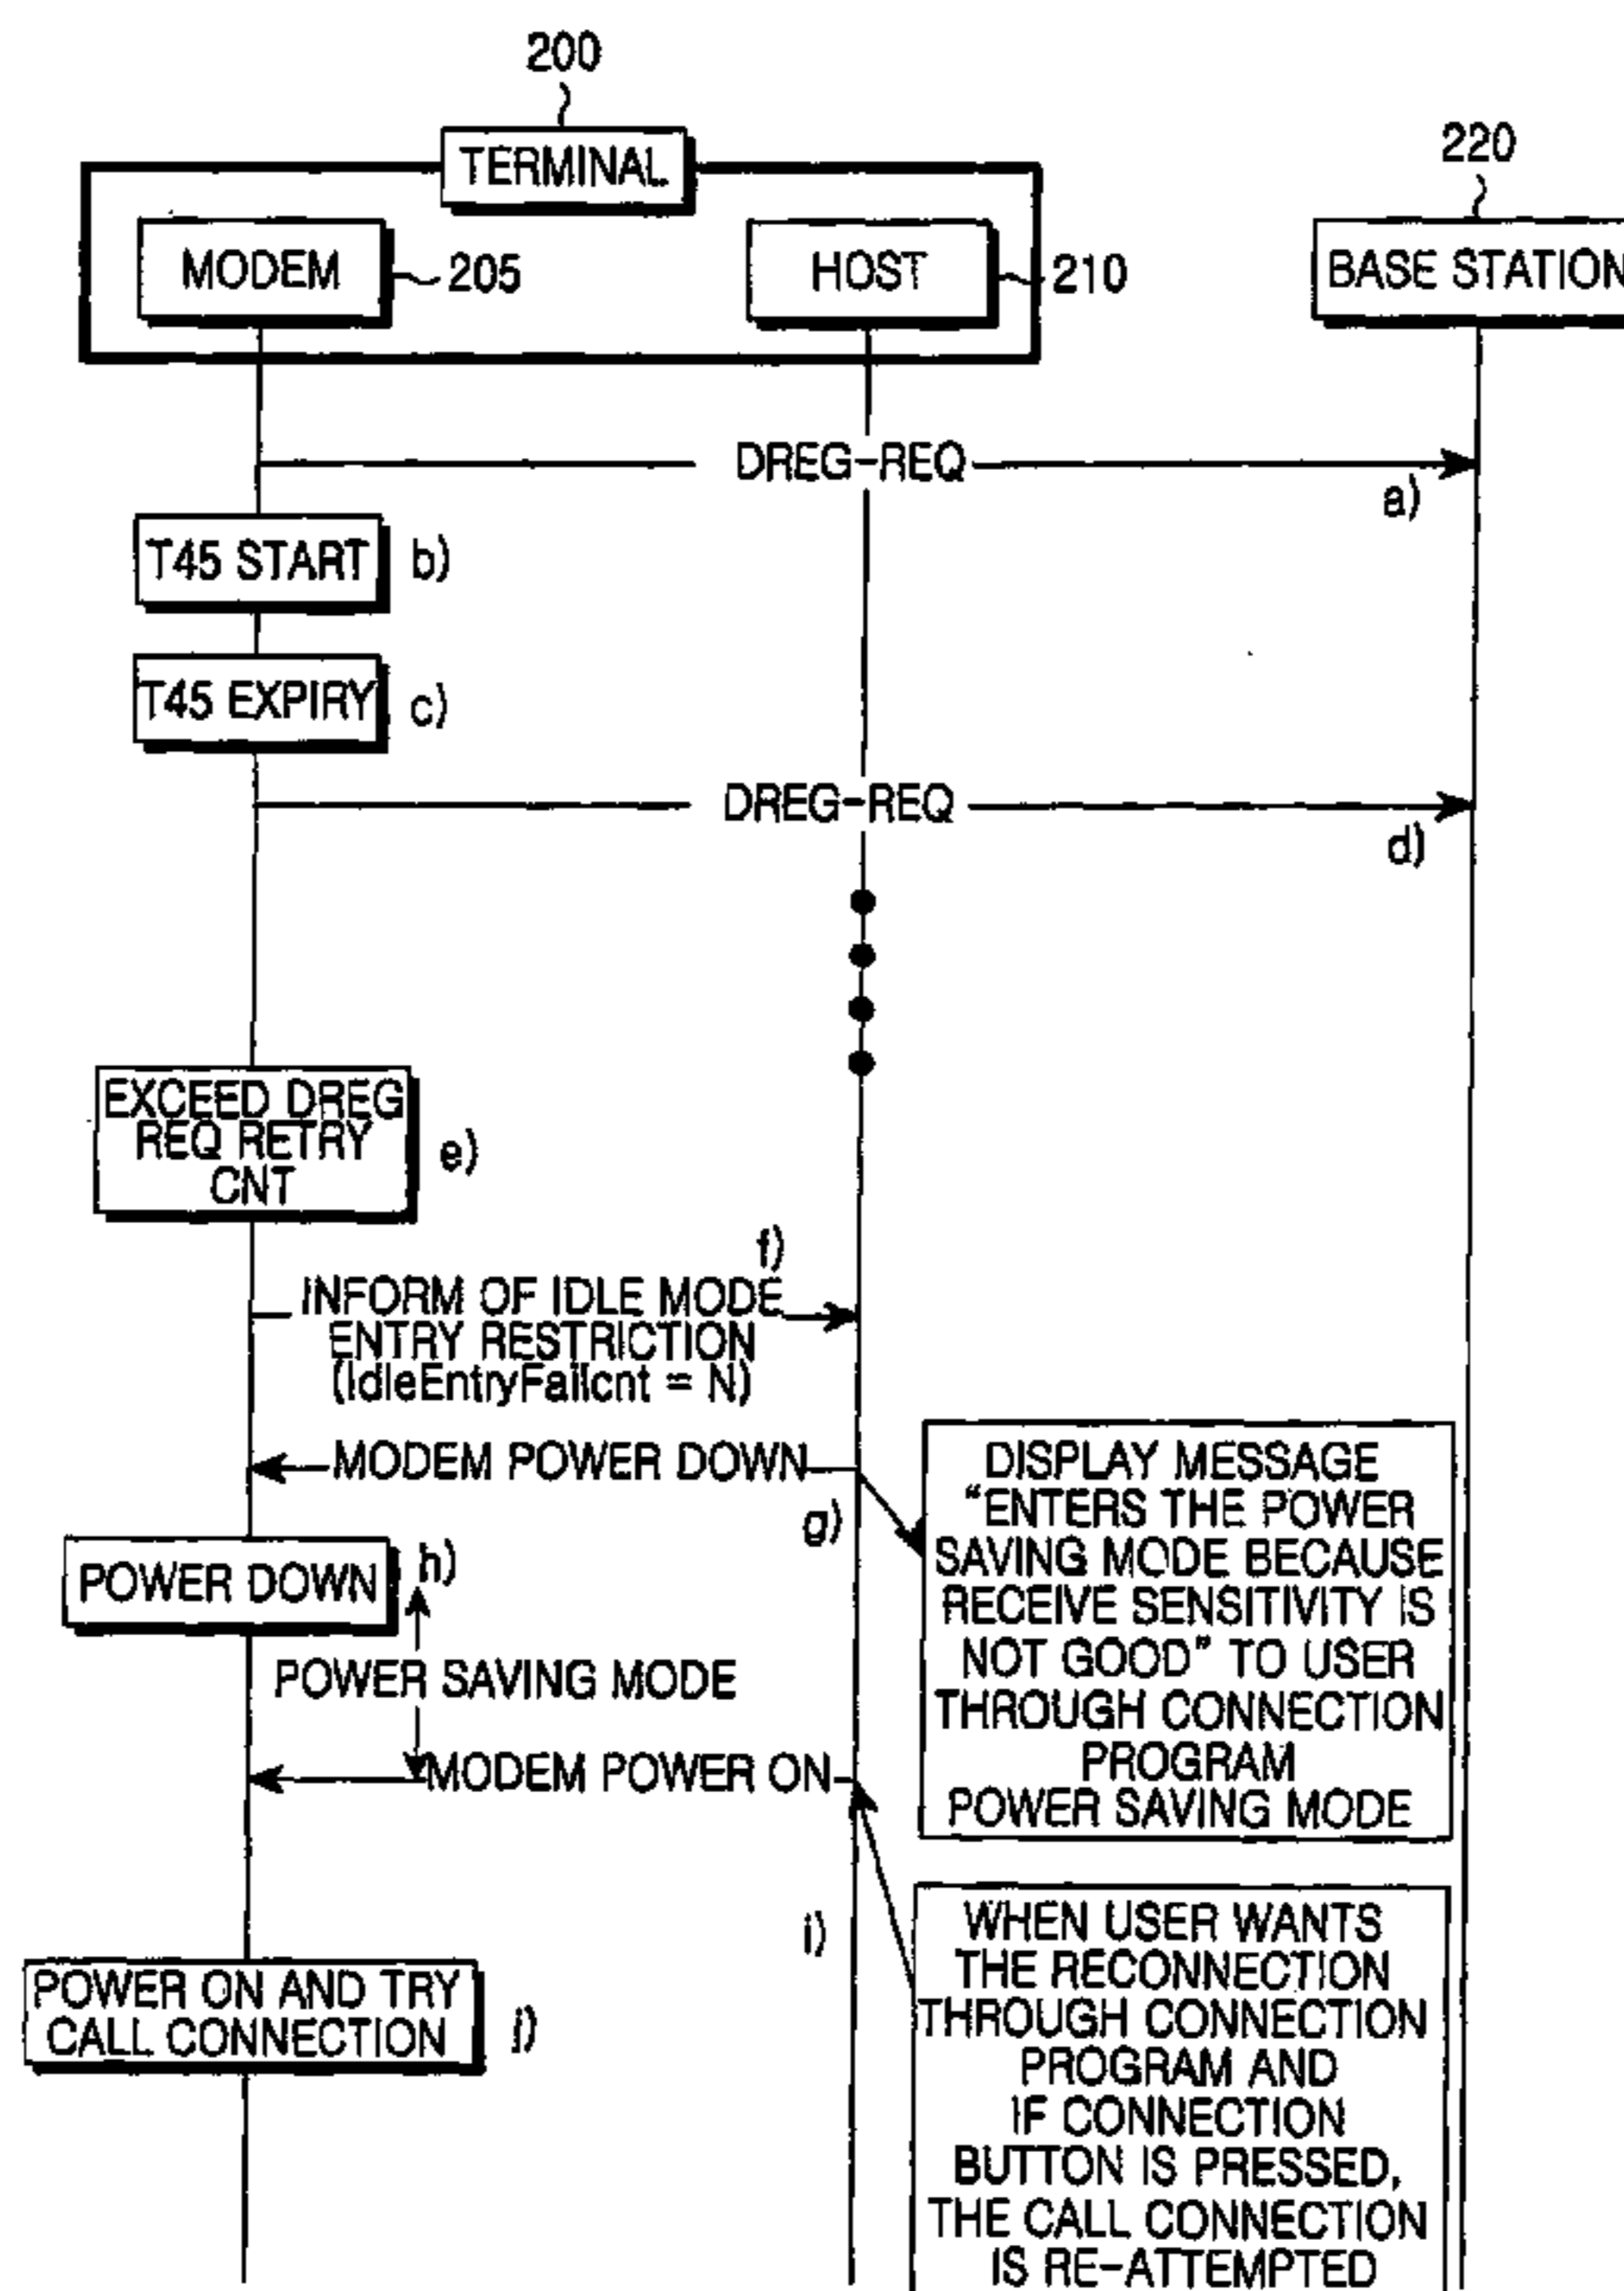 200
TERMINAL
220
MODEM
205
HOST
210
BASE STATION
DREG-REQ
a)
T45 START
b)
T45 EXPIRY
c)
DREG-REQ
d)
EXCEED DREG
REQ RETRY
CNT
e)
f)
INFORM OF IDLE MODE
ENTRY RESTRICTION
(IdleEntryFailcnt = N)
MODEM POWER DOWN
g)
DISPLAY MESSAGE
"ENTERS THE POWER
SAVING MODE BECAUSE
RECEIVE SENSITIVITY IS
NOT GOOD" TO USER
THROUGH CONNECTION
PROGRAM
POWER SAVING MODE
POWER DOWN
h)
POWER SAVING MODE
MODEM POWER ON
i)
WHEN USER WANTS
THE RECONNECTION
THROUGH CONNECTION
PROGRAM AND
IF CONNECTION
BUTTON IS PRESSED,
THE CALL CONNECTION
IS RE-ATTEMPTED
POWER ON AND TRY
CALL CONNECTION
j)